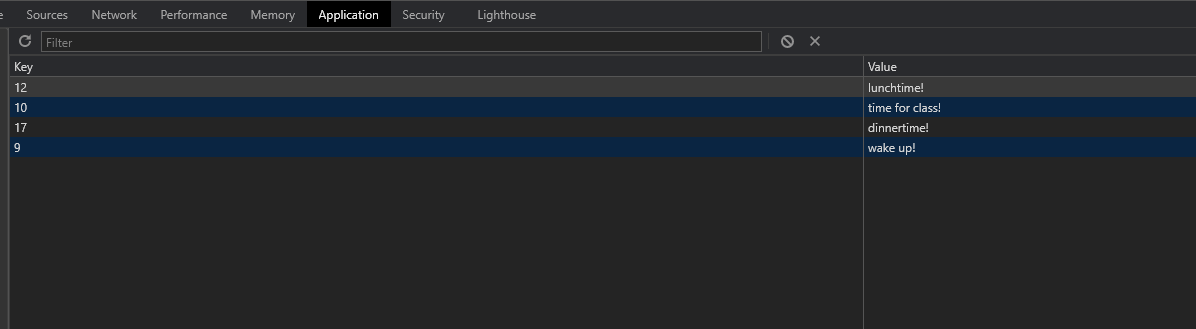 Sources Network Performance Memory Application Security Lighthouse
Filter
Key Value
12 lunchtime!
10 time for class!
17 dinnertime!
9 wake up!